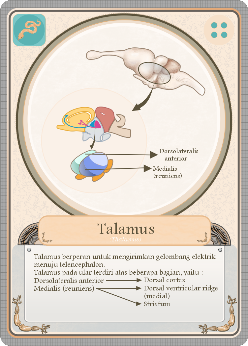 Dorsolateralis
anterior
Medialis
(reuniens)
Talamus
Talamus berperan untuk mengirimkan gelombang elektrik
menuju telencephalon.
Talamus pada ular terdiri atas beberapa bagian, yaitu :
Dorsolateralis anterior Dorsal cortex
Medialis (reuniens) Dorsal ventricular ridge
(medial)
Striatum